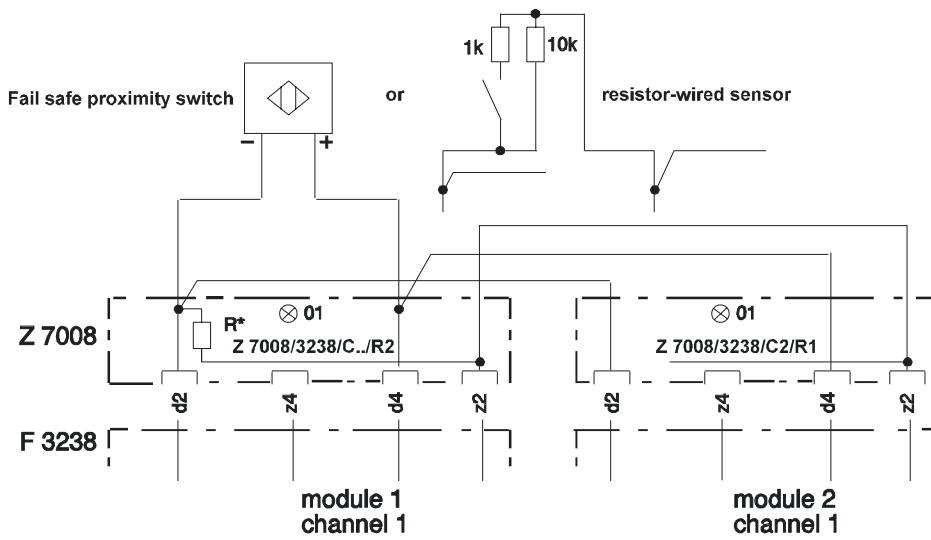 1k
10k
Fail safe proximity switch
or
resistor-wired sensor
− +
Z 7008
R*
01
Z 7008/3238/C../R2
01
Z 7008/3238/C2/R1
d2
z4
d4
z2
d2
z4
d4
z2
F 3238
module 1
channel 1
module 2
channel 1